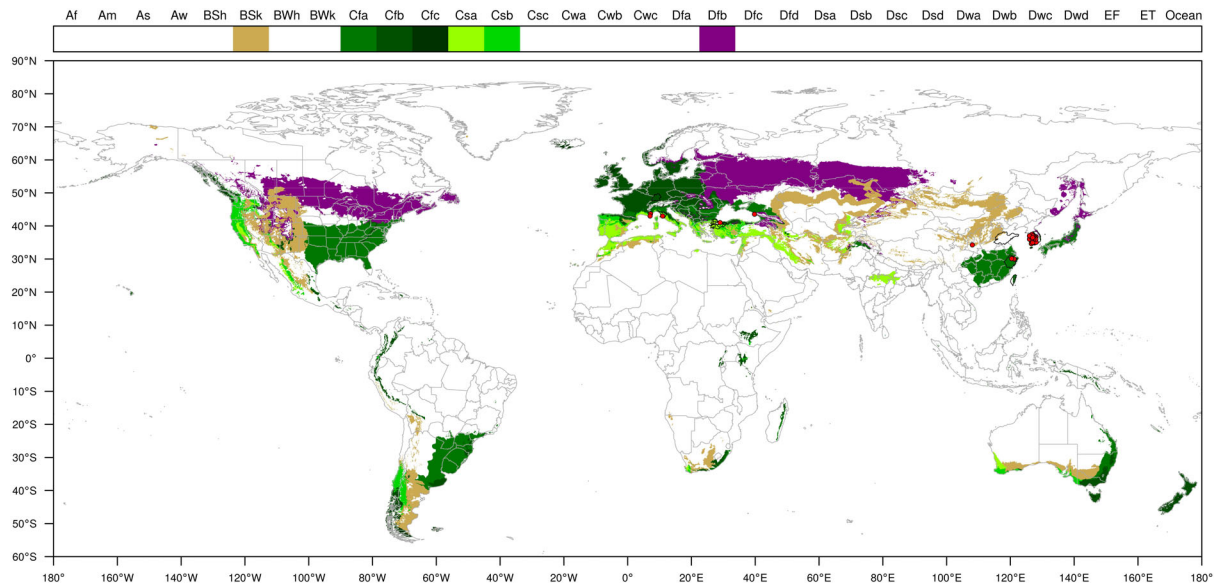 Af Am As Aw BSh BSk BWh BWk Cfa Cfb Cfc Csa Csb Csc Cwa Cwb Cwc Dfa Dfb Dfc Dfd Dsa Dsb Dsc Dsd Dwa Dwb Dwc Dwd EF ET Ocean
90°N
80°N
70°N
60°N
50°N
40°N
30°N
20°N
10°N
0°
10°S
20°S
30°S
40°S
50°S
60°S
180° 160°W 140°W 120°W 100°W 80°W 60°W 40°W 20°W 0° 20°E 40°E 60°E 80°E 100°E 120°E 140°E 160°E 180°